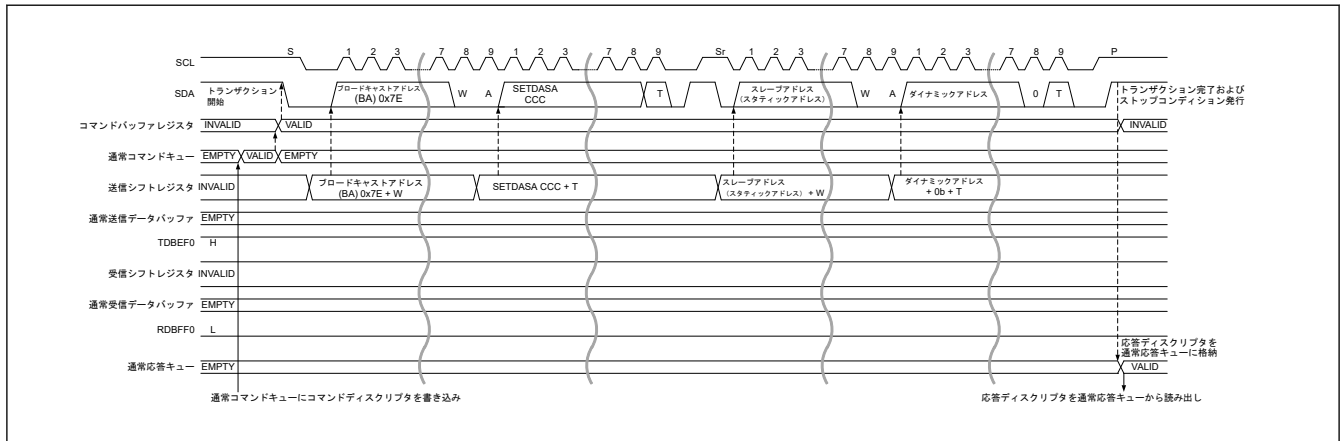 S 1 2 3 7 8 9 1 2 3 7 8 9 Sr 1 2 3 7 8 9 1 2 3 7 8 9 P
SCL
SDA
トランザクション
開始
ブロードキャストアドレス
(BA) 0x7E
W A
SETDASA
CCC
T
スレーブアドレス
(スタティックアドレス)
W A
ダイナミックアドレス
0 T
トランザクション完了および
ストップコンディション発行
コマンドバッファレジスタ INVALID VALID INVALID
通常コマンドキュー EMPTY VALID EMPTY
送信シフトレジスタ INVALID
ブロードキャストアドレス
(BA) 0x7E + W
SETDASA CCC + T
スレーブアドレス
(スタティックアドレス) + W
ダイナミックアドレス
+ 0b + T
通常送信データバッファ EMPTY
TDBEF0 H
受信シフトレジスタ INVALID
通常受信データバッファ EMPTY
RDBFF0 L
応答ディスクリプタを
通常応答キューに格納
通常応答キュー EMPTY VALID
通常コマンドキューにコマンドディスクリプタを書き込み
応答ディスクリプタを通常応答キューから読み出し